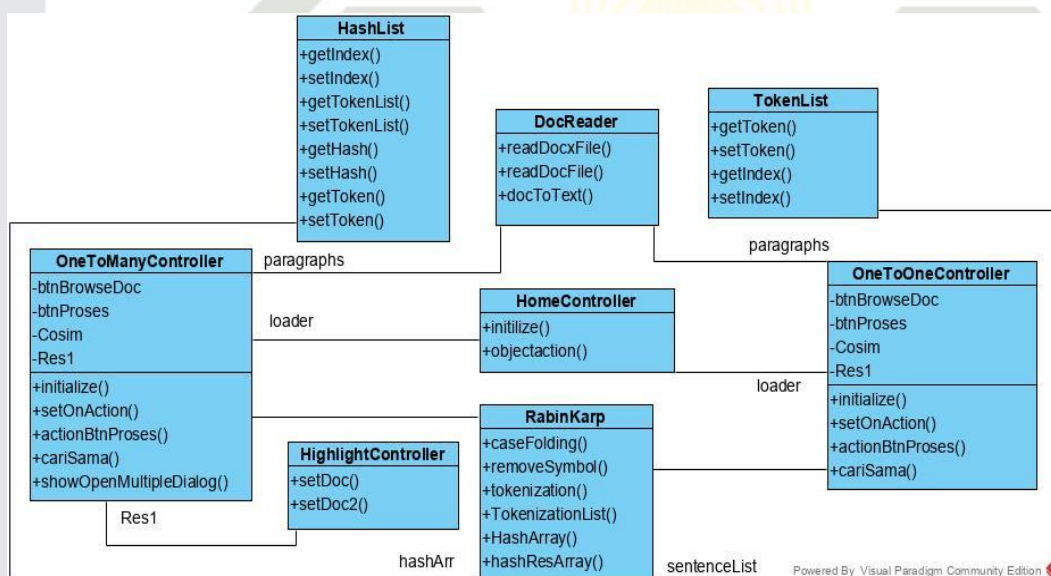 HashList
+getIndex()
+setIndex()
+getTokenList()
+setTokenList()
+getHash()
+setHash()
+getToken()
+setToken()
DocReader
+readDocxFile()
+readDocFile()
+docToText()
TokenList
+getToken()
+setToken()
+getIndex()
+setIndex()
paragraphs
paragraphs
OneToManyController
-btnBrowseDoc
-btnProses
-Cosim
-Res1
+initialize()
+setOnAction()
+actionBtnProses()
+cariSama()
+showOpenMultipleDialog()
loader
HomeController
+initilize()
+objectaction()
loader
OneToOneController
-btnBrowseDoc
-btnProses
-Cosim
-Res1
+initialize()
+setOnAction()
+actionBtnProses()
+cariSama()
HighlightController
+setDoc()
+setDoc2()
Res1
RabinKarp
+caseFolding()
+removeSymbol()
+tokenization()
+TokenizationList()
+HashArray()
+hashResArray()
hashArr
sentenceList
Powered By Visual Paradigm Community Edition